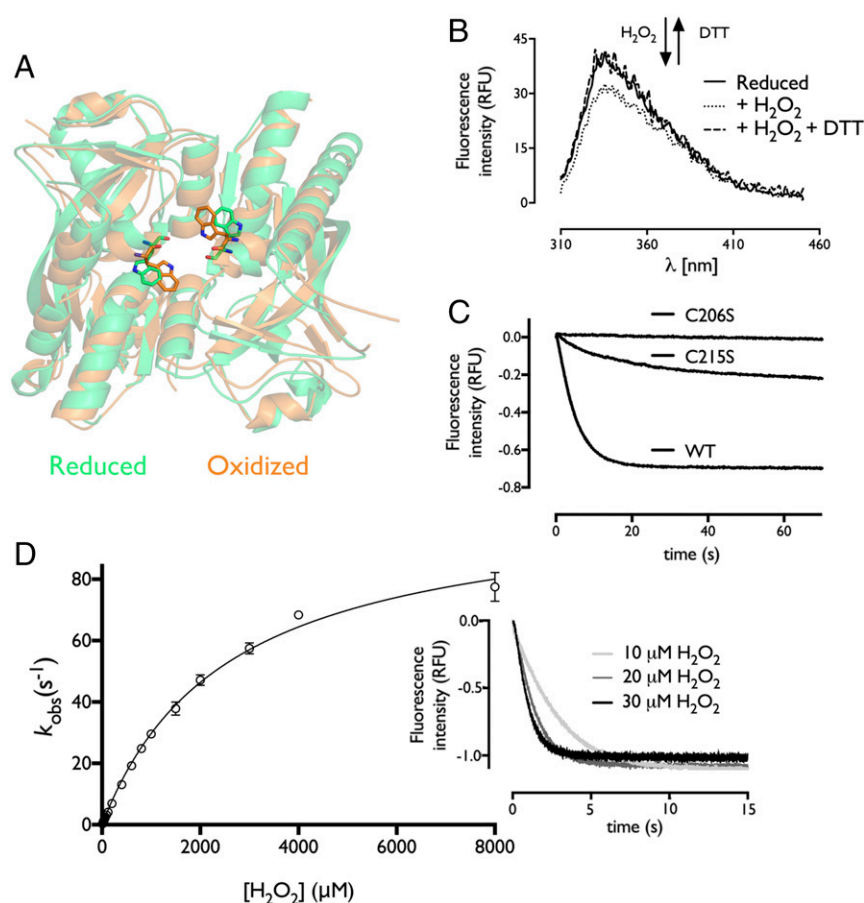 A
Reduced Oxidized
B
H₂O₂ DTT
Fluorescence
intensity (RFU)
45
30
15
0
Reduced
+ H₂O₂
+ H₂O₂ + DTT
310 360 410 460
λ [nm]
C
Fluorescence
intensity (RFU)
0.0
-0.2
-0.4
-0.6
-0.8
C206S
C215S
WT
0 20 40 60
time (s)
D
k_obs(s⁻¹)
80
60
40
20
0
0 2000 4000 6000 8000
[H₂O₂] (μM)
Fluorescence
intensity (RFU)
0.0
-0.5
-1.0
10 μM H₂O₂
20 μM H₂O₂
30 μM H₂O₂
0 5 10 15
time (s)